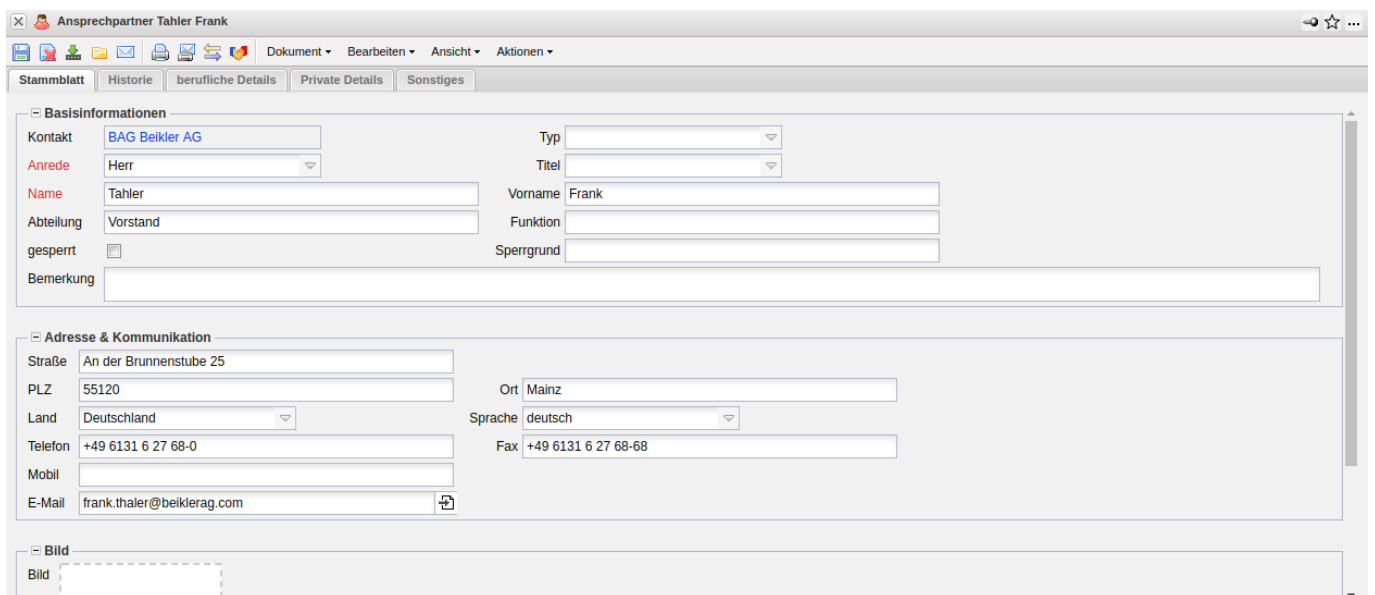 Ansprechpartner Tahler Frank
Dokument Bearbeiten Ansicht Aktionen
Stammblatt Historie berufliche Details Private Details Sonstiges
Basisinformationen
Kontakt BAG Beikler AG Typ
Anrede Herr Titel
Name Tahler Vorname Frank
Abteilung Vorstand Funktion
gesperrt Sperrgrund
Bemerkung
Adresse & Kommunikation
Straße An der Brunnenstube 25
PLZ 55120 Ort Mainz
Land Deutschland Sprache deutsch
Telefon +49 6131 6 27 68-0 Fax +49 6131 6 27 68-68
Mobil
E-Mail frank.thaler@beiklerag.com
Bild
Bild